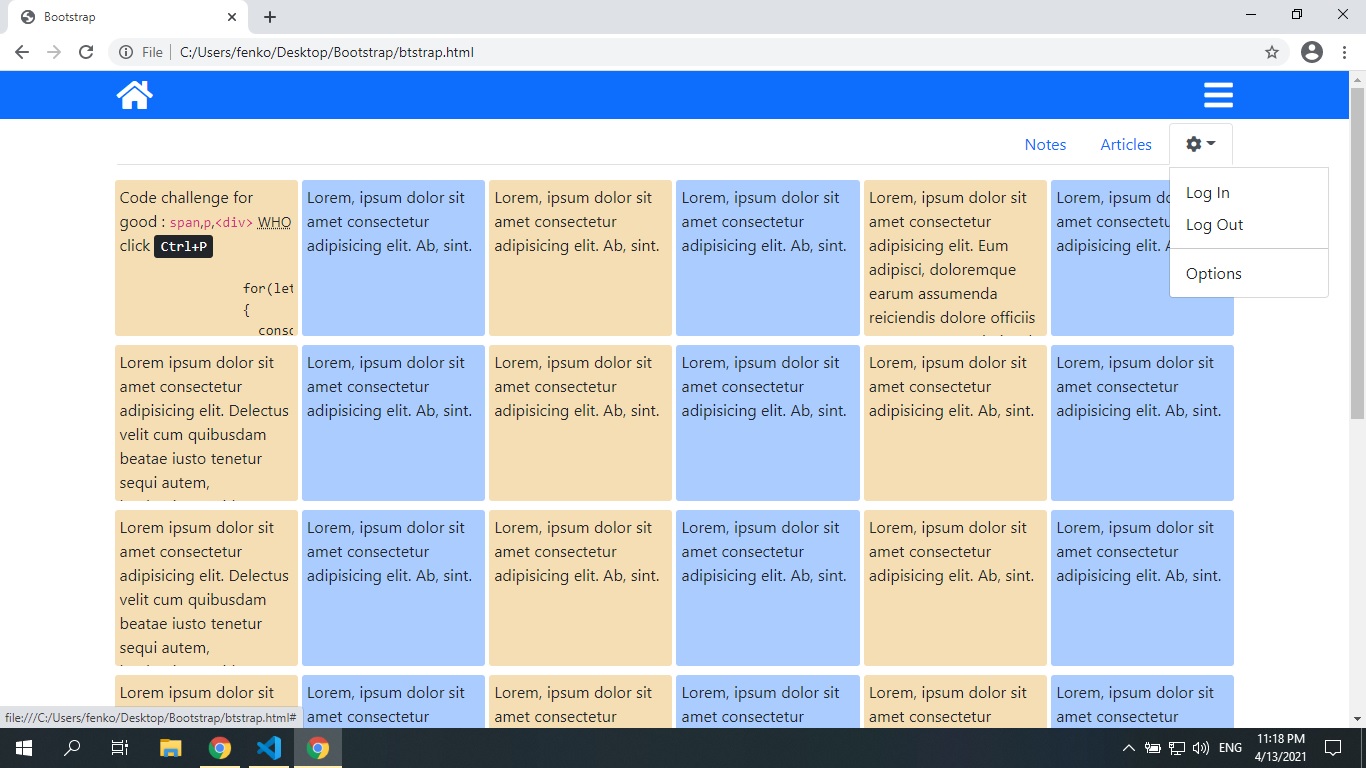 Bootstrap
File
C:/Users/fenko/Desktop/Bootstrap/btstrap.html
Notes
Articles
Log In
Log Out
Options
Code challenge for
good : span,p,<div> WHO
click Ctrl+P
for(let
{
Lorem, ipsum dolor sit
amet consectetur
adipisicing elit. Ab, sint.
Lorem, ipsum dolor sit
amet consectetur
adipisicing elit. Ab, sint.
Lorem, ipsum dolor sit
amet consectetur
adipisicing elit. Ab, sint.
Lorem, ipsum dolor sit
amet consectetur
adipisicing elit. Eum
adipisci, doloremque
earum assumenda
reiciendis dolore officiis
Lorem, ipsum
amet consectetur
adipisicing elit.
Lorem ipsum dolor sit
amet consectetur
adipisicing elit. Delectus
velit cum quibusdam
beatae iusto tenetur
sequi autem,
Lorem, ipsum dolor sit
amet consectetur
adipisicing elit. Ab, sint.
Lorem, ipsum dolor sit
amet consectetur
adipisicing elit. Ab, sint.
Lorem, ipsum dolor sit
amet consectetur
adipisicing elit. Ab, sint.
Lorem, ipsum dolor sit
amet consectetur
adipisicing elit. Ab, sint.
Lorem, ipsum dolor sit
amet consectetur
adipisicing elit. Ab, sint.
Lorem ipsum dolor sit
amet consectetur
adipisicing elit. Delectus
velit cum quibusdam
beatae iusto tenetur
sequi autem,
Lorem, ipsum dolor sit
amet consectetur
adipisicing elit. Ab, sint.
Lorem, ipsum dolor sit
amet consectetur
adipisicing elit. Ab, sint.
Lorem, ipsum dolor sit
amet consectetur
adipisicing elit. Ab, sint.
Lorem, ipsum dolor sit
amet consectetur
adipisicing elit. Ab, sint.
Lorem, ipsum dolor sit
amet consectetur
adipisicing elit. Ab, sint.
Lorem ipsum dolor sit
Lorem, ipsum dolor sit
amet consectetur
Lorem, ipsum dolor sit
amet consectetur
Lorem, ipsum dolor sit
amet consectetur
Lorem, ipsum dolor sit
amet consectetur
Lorem, ipsum dolor sit
amet consectetur
file:///C:/Users/fenko/Desktop/Bootstrap/btstrap.html#
ENG
11:18 PM
4/13/2021